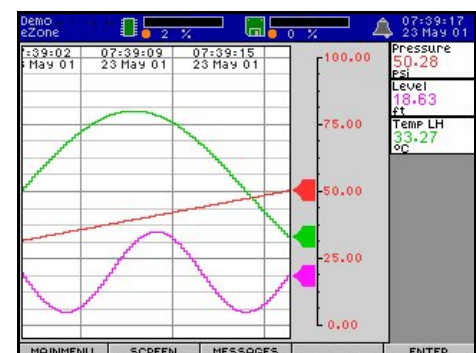 Demo
eZone
2 %
0 %
07:39:17
23 May 01
:39:02 07:39:09 07:39:15
May 01 23 May 01 23 May 01
100.00
75.00
50.00
25.00
0.00
Pressure
50.28
psi
Level
18.63
ft
Temp LH
33.27
°C
MAINMENU SCREEN MESSAGES ENTER